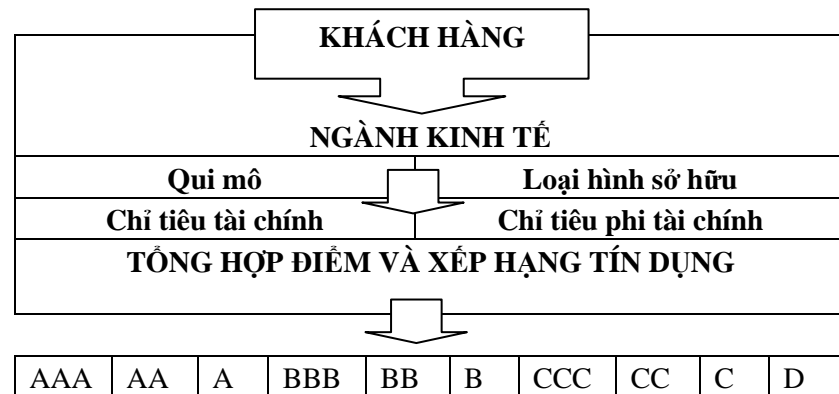 KHÁCH HÀNG
NGÀNH KINH TẾ
Qui mô Loại hình sở hữu
Chỉ tiêu tài chính Chỉ tiêu phi tài chính
TỔNG HỢP ĐIỂM VÀ XẾP HẠNG TÍN DỤNG
AAA AA A BBB BB B CCC CC C D